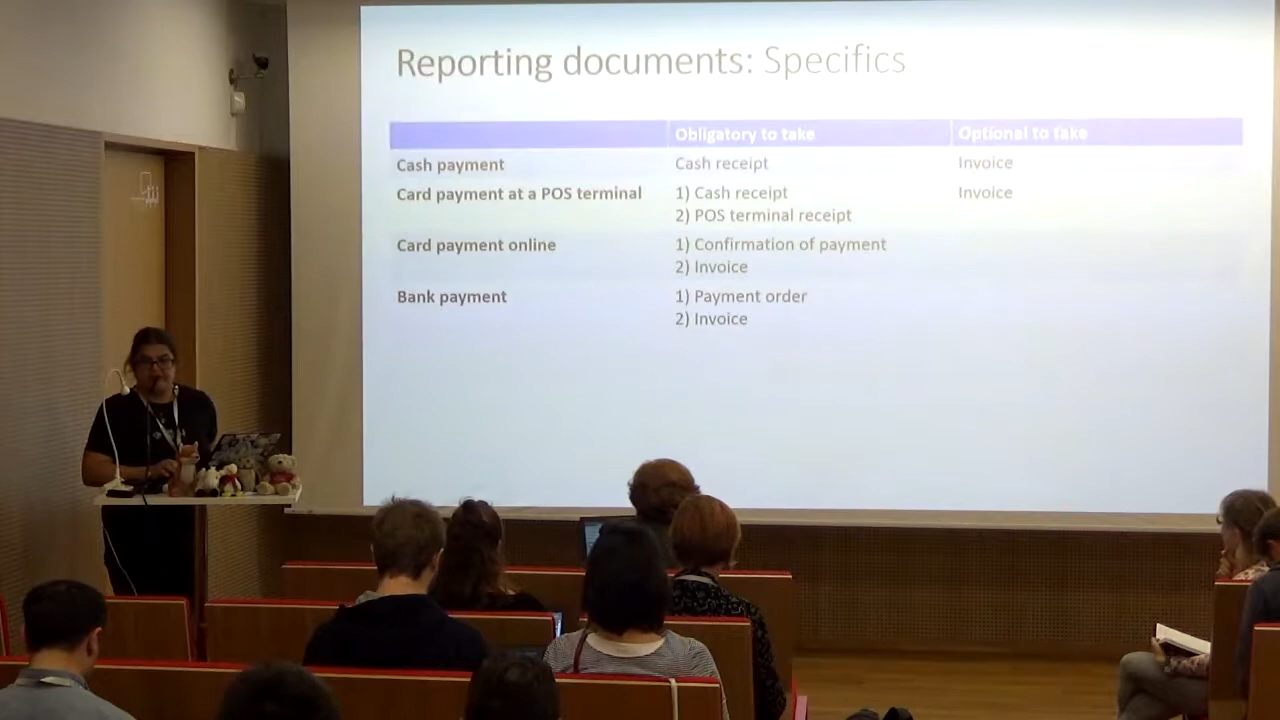 Reporting documents: Specifics
Obligatory to take Optional to take
Cash payment Cash receipt Invoice
Card payment at a POS terminal 1) Cash receipt Invoice
2) POS terminal receipt
Card payment online 1) Confirmation of payment
2) Invoice
Bank payment 1) Payment order
2) Invoice